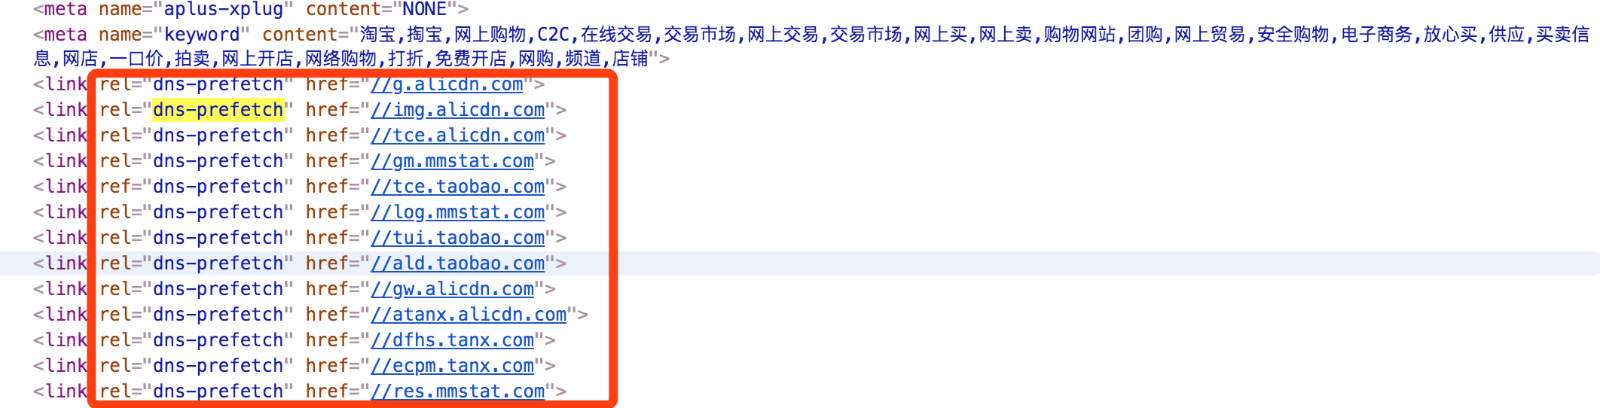 <meta name="aplus-xplug" content="NONE">
<meta name="keyword" content="淘宝,掏宝,网上购物,C2C,在线交易,交易市场,网上交易,交易市场,网上买,网上卖,购物网站,团购,网上贸易,安全购物,电子商务,放心买,供应,买卖信
息,网店,一口价,拍卖,网上开店,网络购物,打折,免费开店,网购,频道,店铺">
<link rel="dns-prefetch" href="//g.alicdn.com">
<link rel="dns-prefetch" href="//img.alicdn.com">
<link rel="dns-prefetch" href="//tce.alicdn.com">
<link rel="dns-prefetch" href="//gm.mmstat.com">
<link ref="dns-prefetch" href="//tce.taobao.com">
<link rel="dns-prefetch" href="//log.mmstat.com">
<link rel="dns-prefetch" href="//tui.taobao.com">
<link rel="dns-prefetch" href="//ald.taobao.com">
<link rel="dns-prefetch" href="//gw.alicdn.com">
<link rel="dns-prefetch" href="//atanx.alicdn.com">
<link rel="dns-prefetch" href="//dfhs.tanx.com">
<link rel="dns-prefetch" href="//ecpm.tanx.com">
<link rel="dns-prefetch" href="//res.mmstat.com">